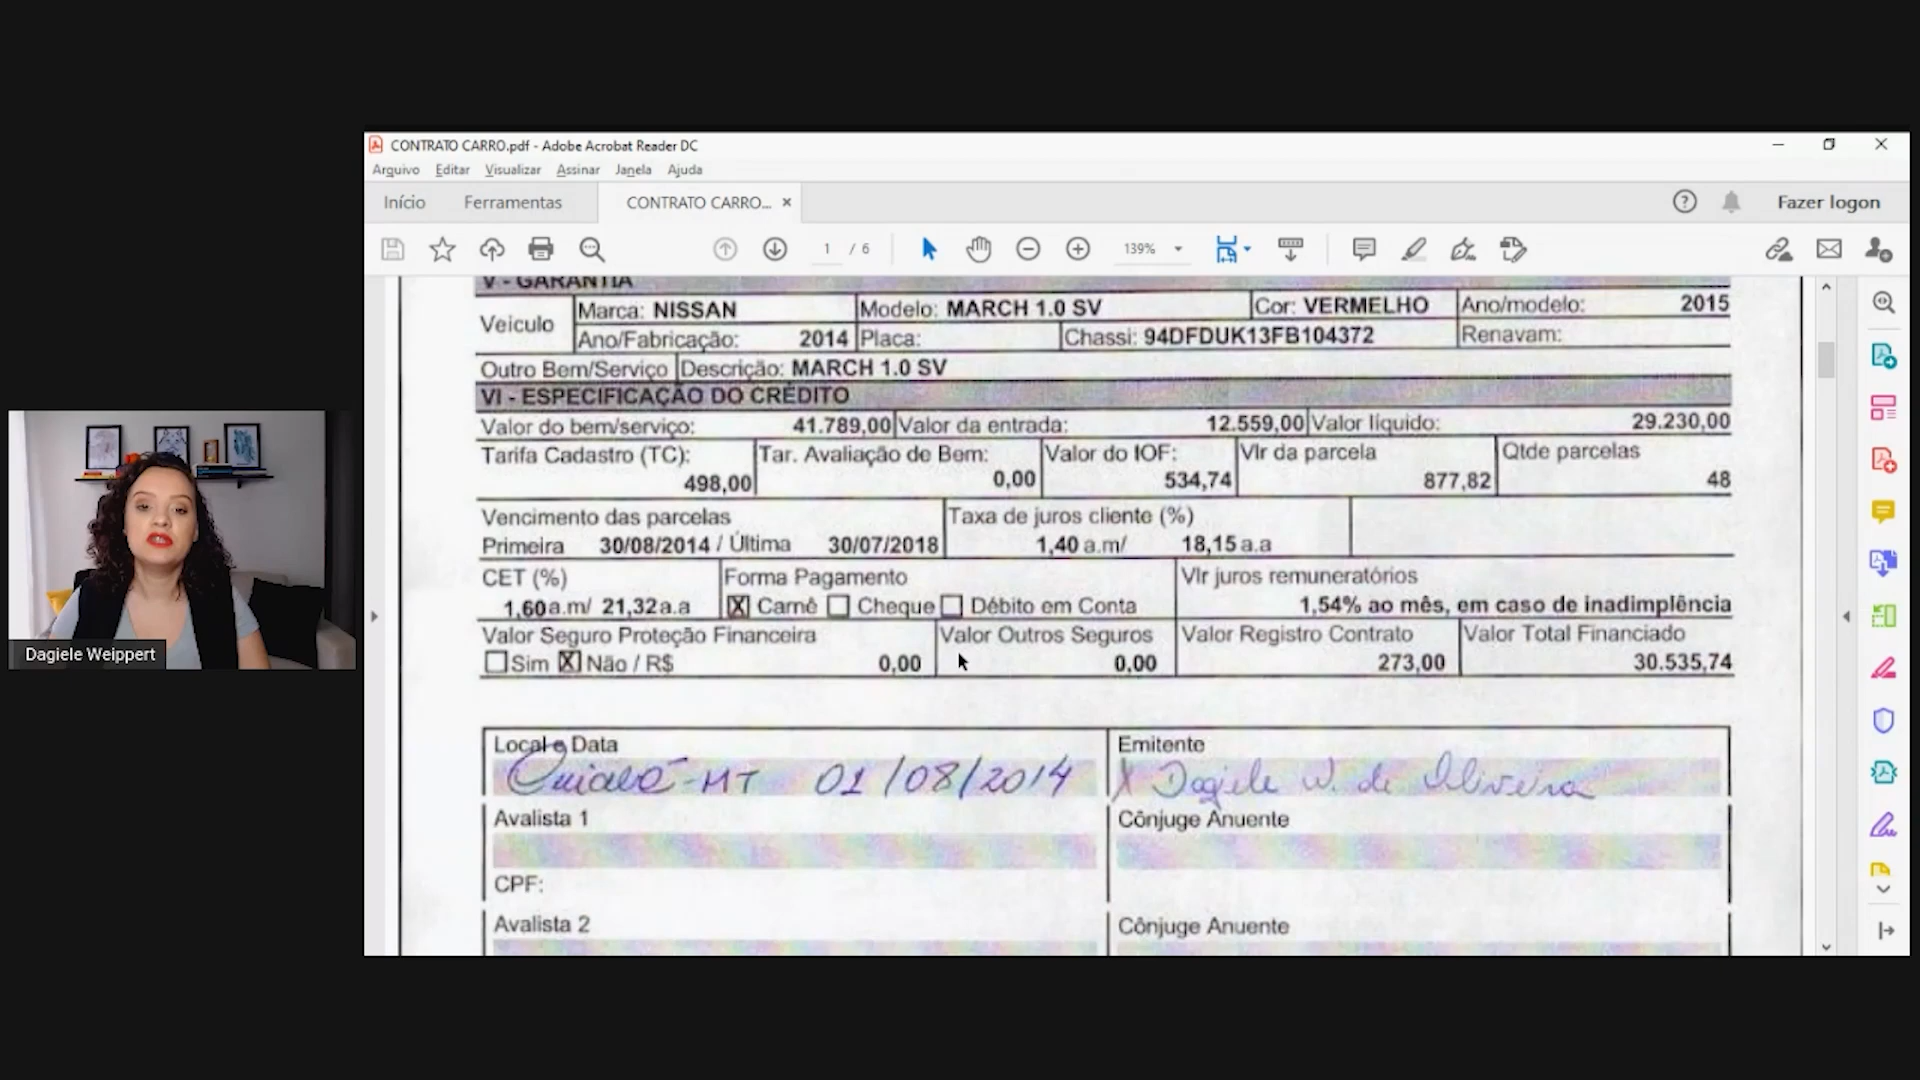 CONTRATO CARRO.pdf - Adobe Acrobat Reader DC
Arquivo Editar Visualizar Assinar Janela Ajuda
Início Ferramentas CONTRATO CARRO... × Fazer logon
1 / 6 139%
V - GARANTIA
Veículo Marca: NISSAN Modelo: MARCH 1.0 SV Cor: VERMELHO Ano/modelo: 2015
Ano/Fabricação: 2014 Placa: Chassi: 94DFDUK13FB104372 Renavam:
Outro Bem/Serviço Descrição: MARCH 1.0 SV
VI - ESPECIFICAÇÃO DO CRÉDITO
Valor do bem/serviço: 41.789,00 Valor da entrada: 12.559,00 Valor líquido: 29.230,00
Tarifa Cadastro (TC): Tar. Avaliação de Bem: Valor do IOF: Vlr da parcela Qtde parcelas
498,00 0,00 534,74 877,82 48
Vencimento das parcelas Taxa de juros cliente (%)
Primeira 30/08/2014 / Última 30/07/2018 1,40 a.m/ 18,15 a.a
CET (%) Forma Pagamento Vlr juros remuneratórios
1,60 a.m/ 21,32 a.a X Carnê Cheque Débito em Conta 1,54% ao mês, em caso de inadimplência
Valor Seguro Proteção Financeira Valor Outros Seguros Valor Registro Contrato Valor Total Financiado
Sim X Não / R$ 0,00 0,00 273,00 30.535,74
Local e Data Emitente
Cuiabá-MT 01/08/2014 X Dagiele W. de Oliveira
Avalista 1 Cônjuge Anuente
CPF:
Avalista 2 Cônjuge Anuente
Dagiele Weippert